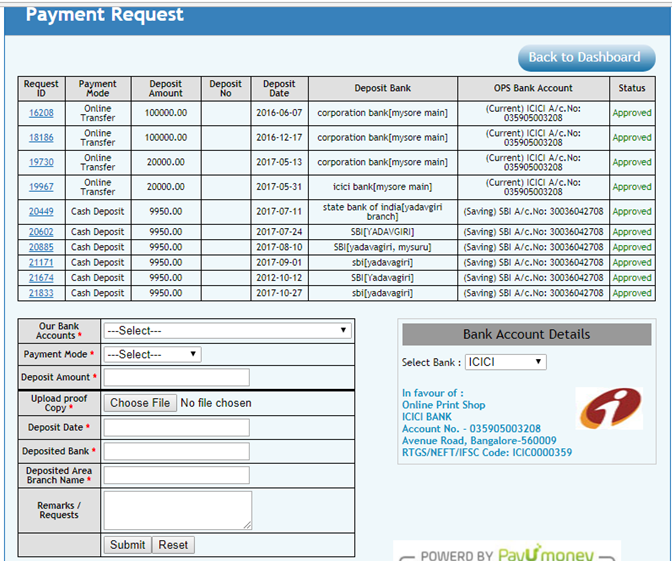 Payment Request
Back to Dashboard
Request ID Payment Mode Deposit Amount Deposit No Deposit Date Deposit Bank OPS Bank Account Status
16208 Online Transfer 100000.00 2016-06-07 corporation bank[mysore main] (Current) ICICI A/c.No: 035905003208 Approved
18186 Online Transfer 100000.00 2016-12-17 corporation bank[mysore main] (Current) ICICI A/c.No: 035905003208 Approved
19730 Online Transfer 20000.00 2017-05-13 corporation bank[mysore main] (Current) ICICI A/c.No: 035905003208 Approved
19967 Online Transfer 20000.00 2017-05-31 icici bank[mysore main] (Current) ICICI A/c.No: 035905003208 Approved
20449 Cash Deposit 9950.00 2017-07-11 state bank of india[yadavgiri branch] (Saving) SBI A/c.No: 30036042708 Approved
20602 Cash Deposit 9950.00 2017-07-24 SBI[YADAVGIRI] (Saving) SBI A/c.No: 30036042708 Approved
20885 Cash Deposit 9950.00 2017-08-10 SBI[yadavagiri, mysuru] (Saving) SBI A/c.No: 30036042708 Approved
21171 Cash Deposit 9950.00 2017-09-01 sbi[yadavagiri] (Saving) SBI A/c.No: 30036042708 Approved
21674 Cash Deposit 9950.00 2012-10-12 SBI[Yadavagiri] (Saving) SBI A/c.No: 30036042708 Approved
21833 Cash Deposit 9950.00 2017-10-27 sbi[yadavagiri] (Saving) SBI A/c.No: 30036042708 Approved
Our Bank Accounts * ---Select---
Payment Mode * ---Select---
Deposit Amount *
Upload proof Copy * Choose File No file chosen
Deposit Date *
Deposited Bank *
Deposited Area Branch Name *
Remarks / Requests
Submit Reset
Bank Account Details
Select Bank : ICICI
In favour of :
Online Print Shop
ICICI BANK
Account No. - 035905003208
Avenue Road, Bangalore-560009
RTGS/NEFT/IFSC Code: ICIC0000359
POWERD BY PayUmoney